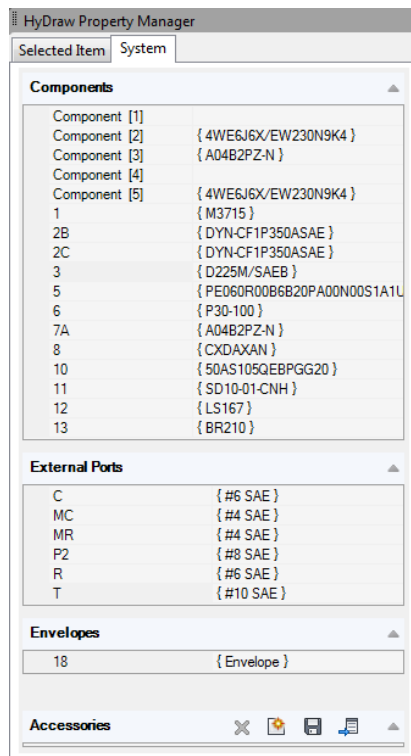 HyDraw Property Manager
Selected Item System
Components
Component [1]
Component [2] { 4WE6J6X/EW230N9K4 }
Component [3] { A04B2PZ-N }
Component [4]
Component [5] { 4WE6J6X/EW230N9K4 }
1 { M3715 }
2B { DYN-CF1P350ASAE }
2C { DYN-CF1P350ASAE }
3 { D225M/SAEB }
5 { PE060R00B6B20PA00N00S1A1U
6 { P30-100 }
7A { A04B2PZ-N }
8 { CXDAXAN }
10 { 50AS105QEBPGG20 }
11 { SD10-01-CNH }
12 { LS167 }
13 { BR210 }
External Ports
C { #6 SAE }
MC { #4 SAE }
MR { #4 SAE }
P2 { #8 SAE }
R { #6 SAE }
T { #10 SAE }
Envelopes
18 { Envelope }
Accessories